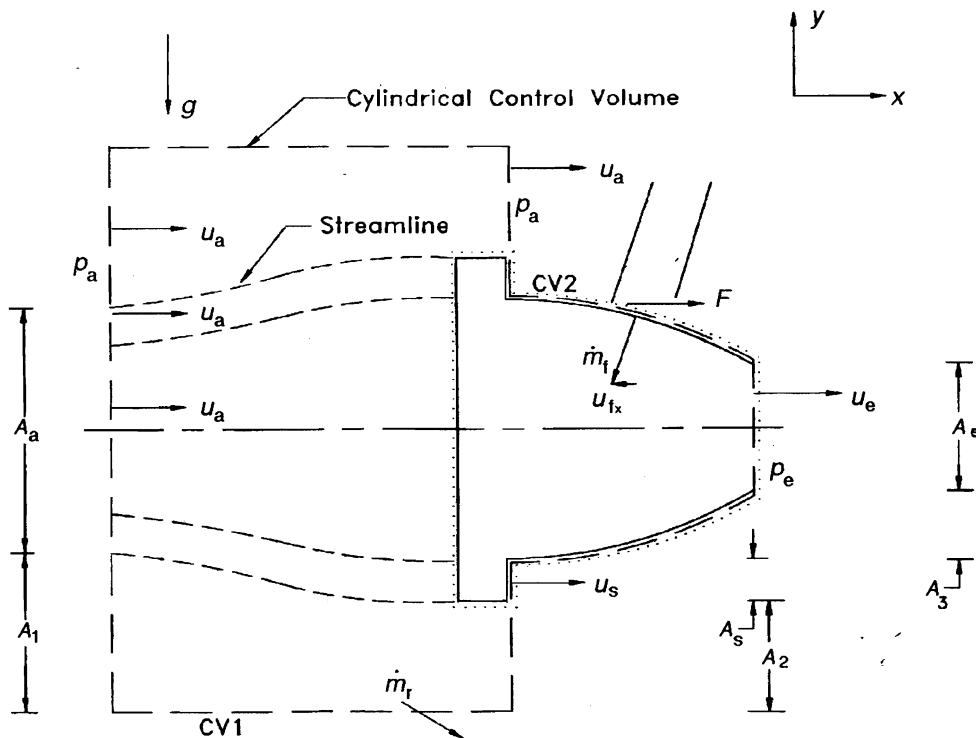 y
x
g
Cylindrical Control Volume
u_a
p_a
Streamline
u_a
p_a
CV2
F
u_a
ṁ_f
u_fx
u_e
u_a
A_a
A_e
p_e
u_s
A_3
A_s
A_1
A_2
ṁ_r
CV1